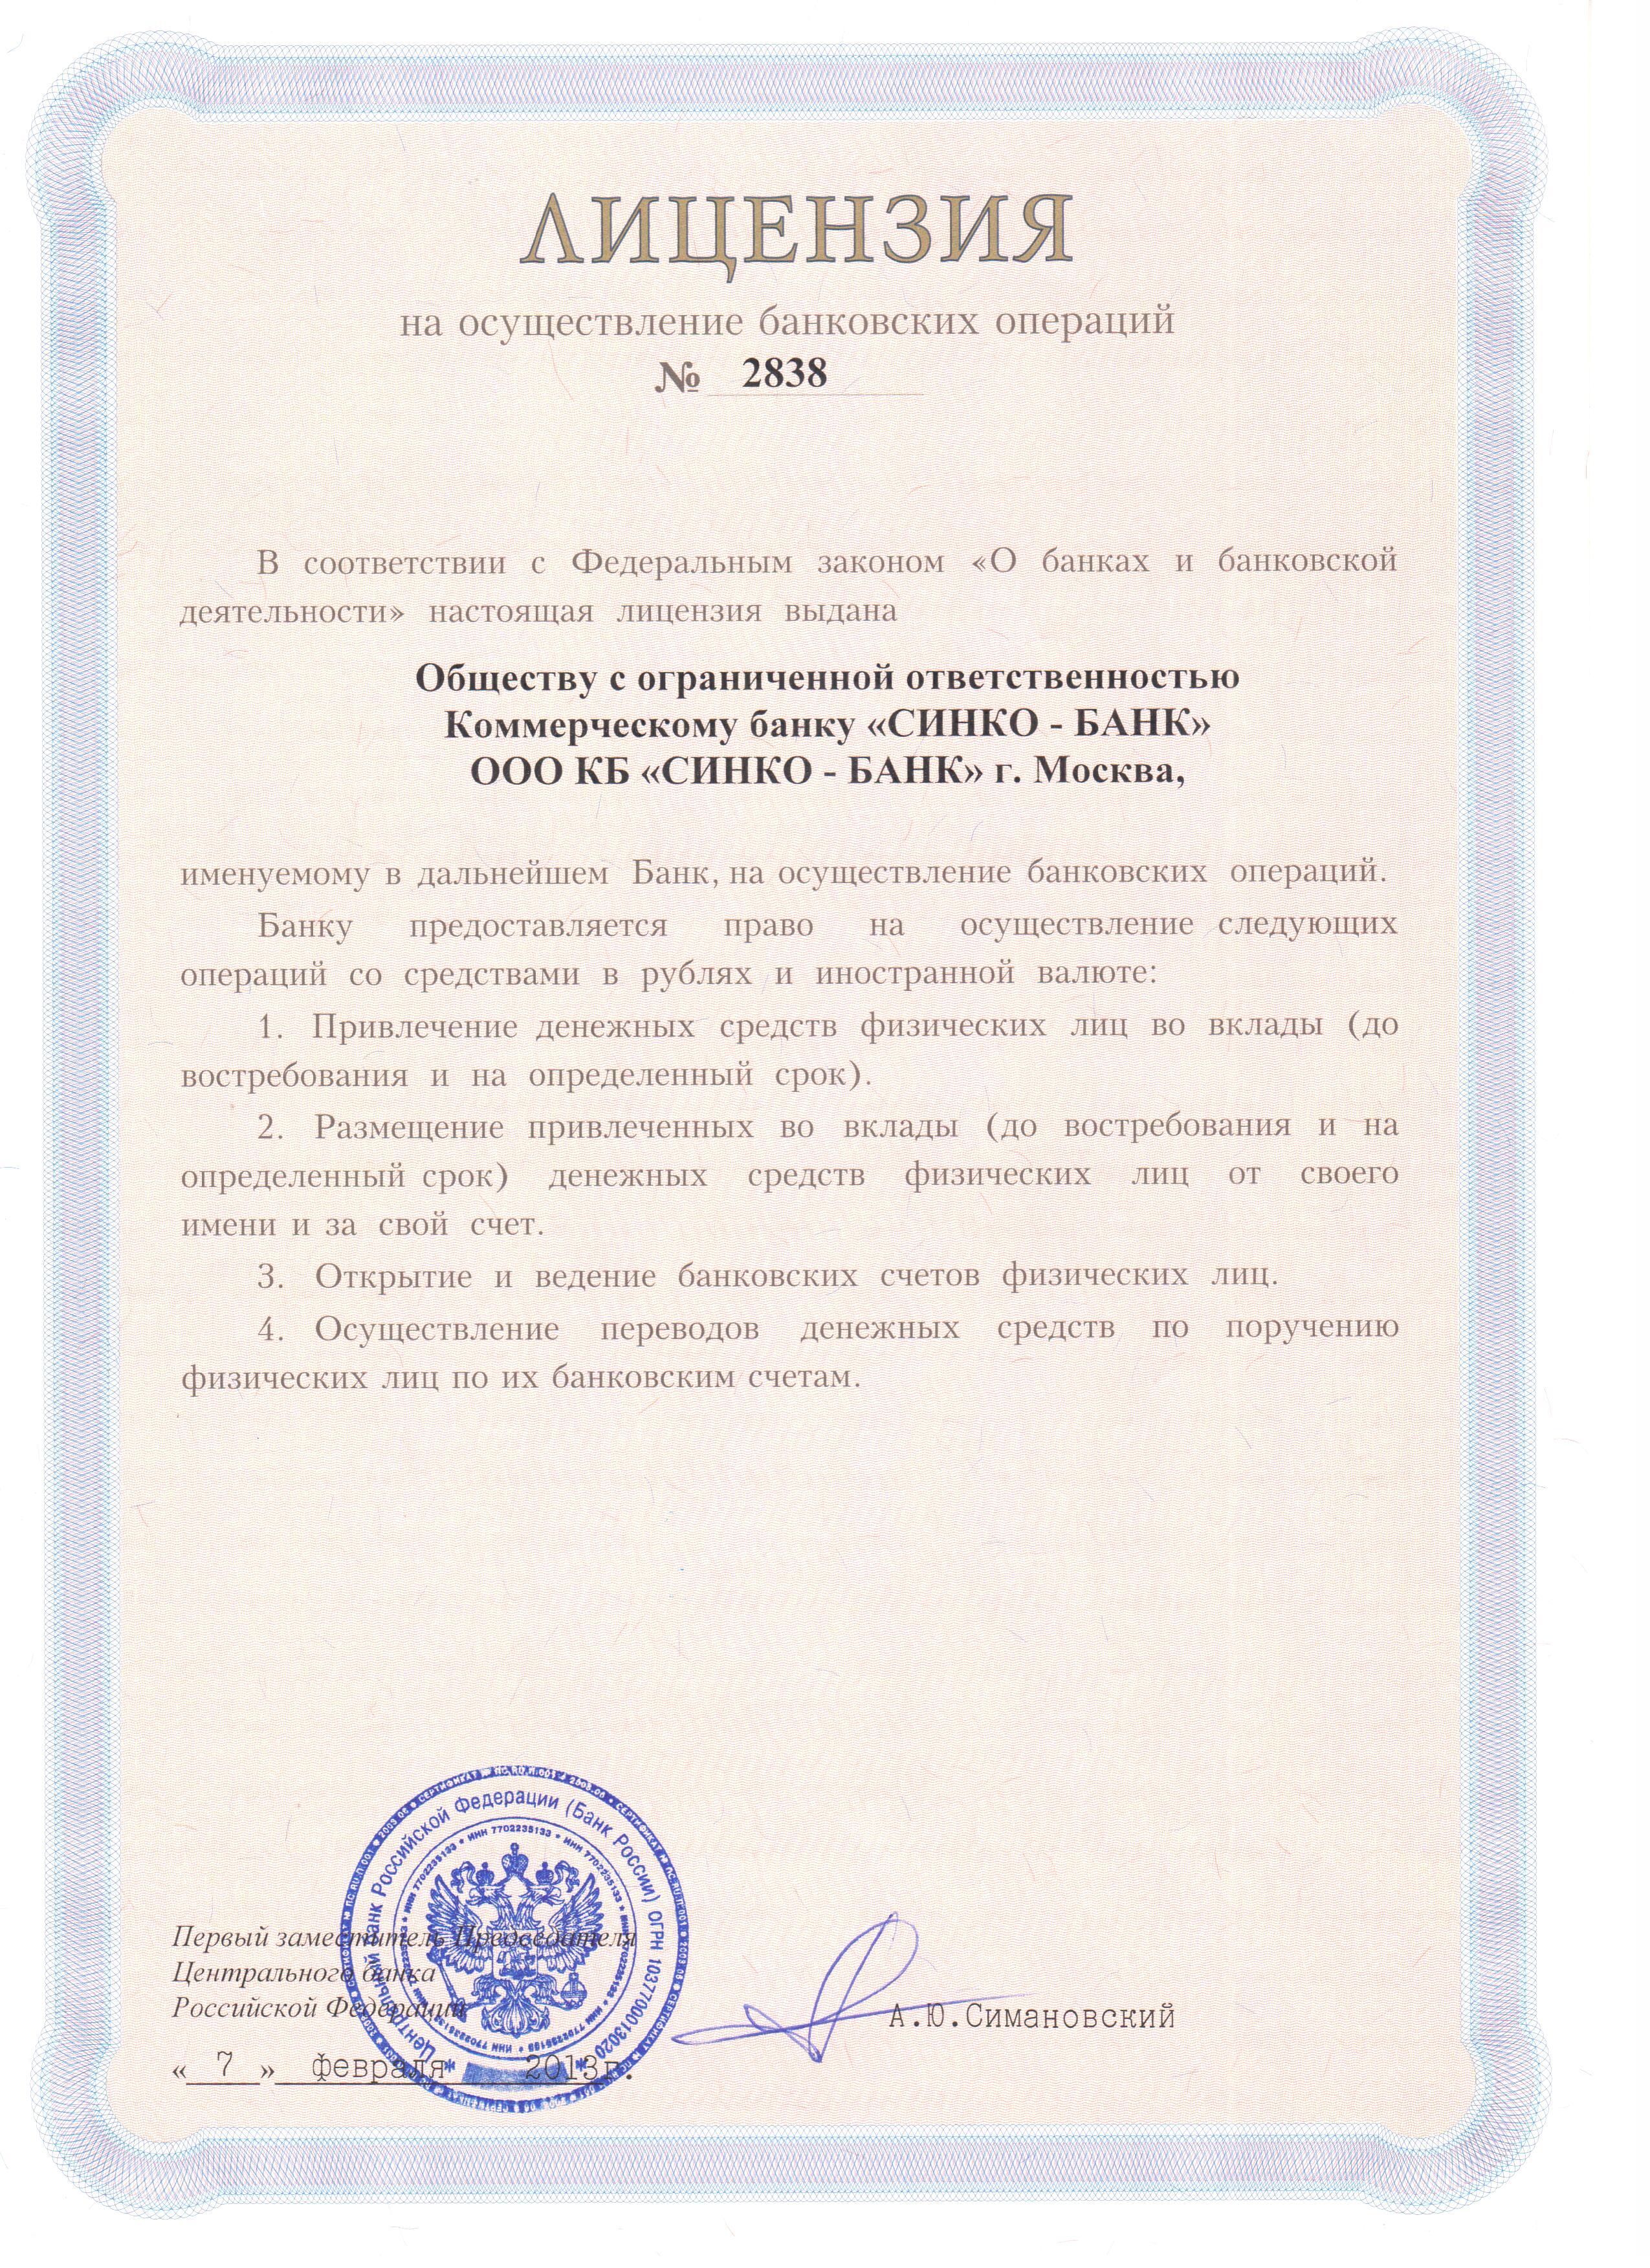 ЛИЦЕНЗИЯ
на осуществление банковских операций
№ 2838
В соответствии с Федеральным законом «О банках и банковской
деятельности» настоящая лицензия выдана
Обществу с ограниченной ответственностью
Коммерческому банку «СИНКО - БАНК»
ООО КБ «СИНКО - БАНК» г. Москва,
именуемому в дальнейшем Банк, на осуществление банковских операций.
Банку предоставляется право на осуществление следующих
операций со средствами в рублях и иностранной валюте:
1. Привлечение денежных средств физических лиц во вклады (до
востребования и на определенный срок).
2. Размещение привлеченных во вклады (до востребования и на
определенный срок) денежных средств физических лиц от своего
имени и за свой счет.
3. Открытие и ведение банковских счетов физических лиц.
4. Осуществление переводов денежных средств по поручению
физических лиц по их банковским счетам.
Центральный банк Российской Федерации (Банк России) ОГРН 1037700013020
ИНН 7702235133 • ИНН 7702235133
Первый заместитель Председателя
Центрального банка
Российской Федерации
А.Ю.Симановский
« 7 » февраля 2013г.